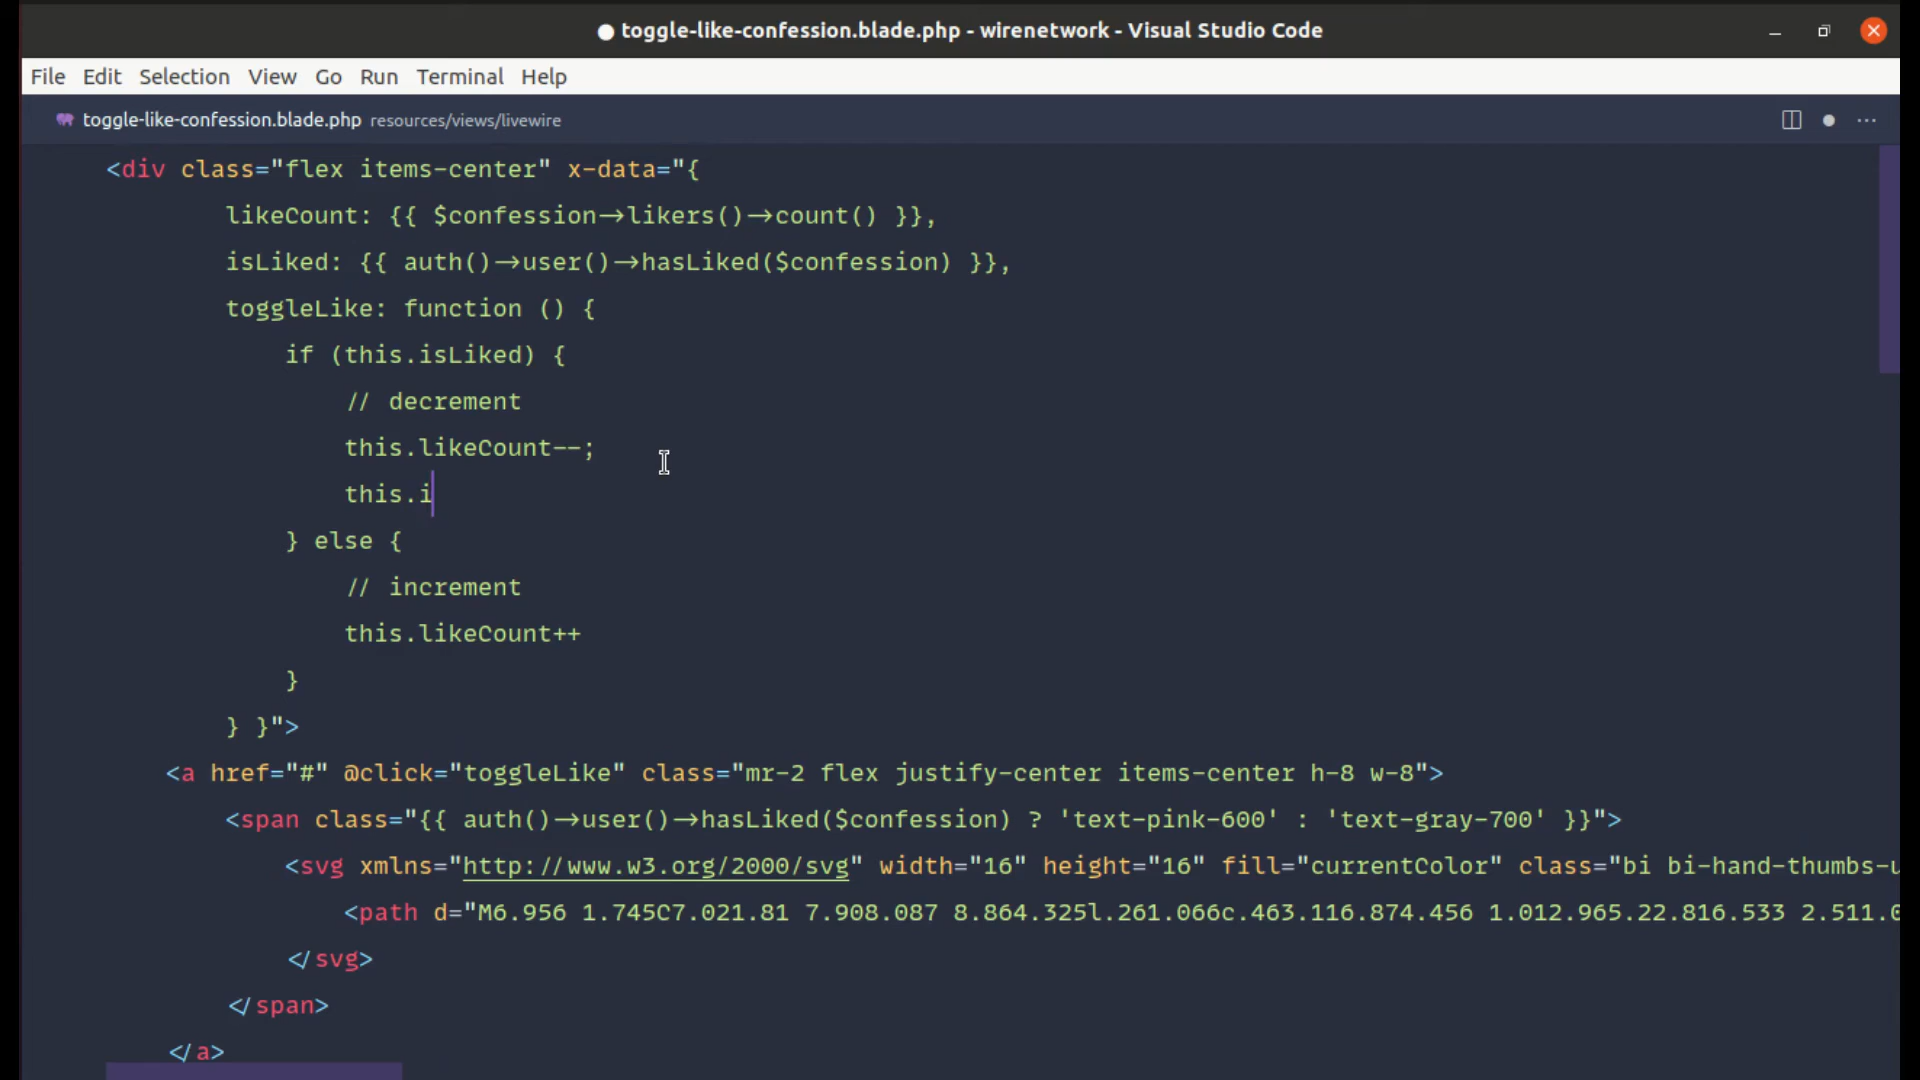 toggle-like-confession.blade.php - wirenetwork - Visual Studio Code
File Edit Selection View Go Run Terminal Help
toggle-like-confession.blade.php resources/views/livewire
<div class="flex items-center" x-data="{
likeCount: {{ $confession->likers()->count() }},
isLiked: {{ auth()->user()->hasLiked($confession) }},
toggleLike: function () {
if (this.isLiked) {
// decrement
this.likeCount--;
this.i
} else {
// increment
this.likeCount++
}
} }">
<a href="#" @click="toggleLike" class="mr-2 flex justify-center items-center h-8 w-8">
<span class="{{ auth()->user()->hasLiked($confession) ? 'text-pink-600' : 'text-gray-700' }}">
<svg xmlns="http://www.w3.org/2000/svg" width="16" height="16" fill="currentColor" class="bi bi-hand-thumbs-u
<path d="M6.956 1.745C7.021.81 7.908.087 8.864.325l.261.066c.463.116.874.456 1.012.965.22.816.533 2.511.0
</svg>
</span>
</a>